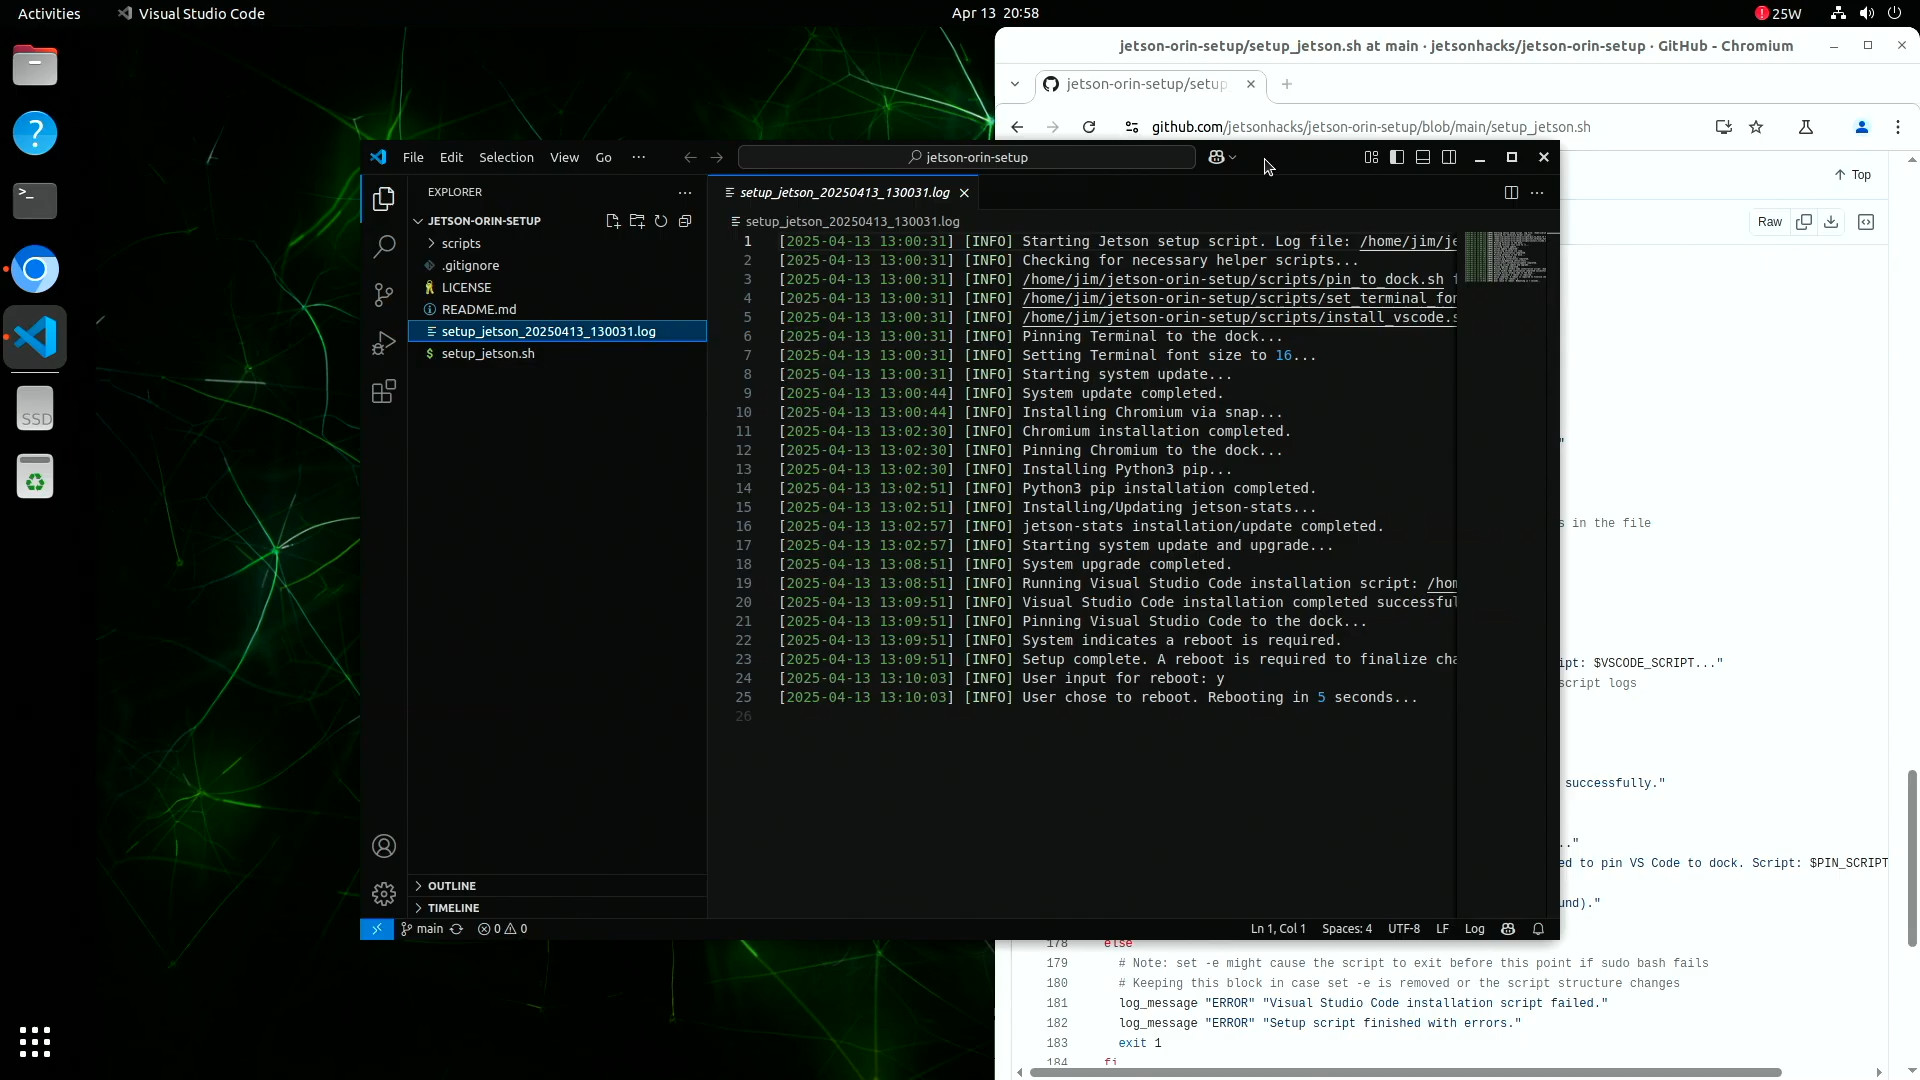 Activities
Visual Studio Code
Apr 13 20:58
25W
jetson-orin-setup/setup_jetson.sh at main · jetsonhacks/jetson-orin-setup · GitHub - Chromium
jetson-orin-setup/setup
github.com/jetsonhacks/jetson-orin-setup/blob/main/setup_jetson.sh
File Edit Selection View Go ···
jetson-orin-setup
Top
Raw
EXPLORER
JETSON-ORIN-SETUP
scripts
.gitignore
LICENSE
README.md
setup_jetson_20250413_130031.log
setup_jetson.sh
OUTLINE
TIMELINE
setup_jetson_20250413_130031.log
setup_jetson_20250413_130031.log
1 [2025-04-13 13:00:31] [INFO] Starting Jetson setup script. Log file: /home/jim/je
2 [2025-04-13 13:00:31] [INFO] Checking for necessary helper scripts...
3 [2025-04-13 13:00:31] [INFO] /home/jim/jetson-orin-setup/scripts/pin_to_dock.sh
4 [2025-04-13 13:00:31] [INFO] /home/jim/jetson-orin-setup/scripts/set_terminal_fon
5 [2025-04-13 13:00:31] [INFO] /home/jim/jetson-orin-setup/scripts/install_vscode.s
6 [2025-04-13 13:00:31] [INFO] Pinning Terminal to the dock...
7 [2025-04-13 13:00:31] [INFO] Setting Terminal font size to 16...
8 [2025-04-13 13:00:31] [INFO] Starting system update...
9 [2025-04-13 13:00:44] [INFO] System update completed.
10 [2025-04-13 13:00:44] [INFO] Installing Chromium via snap...
11 [2025-04-13 13:02:30] [INFO] Chromium installation completed.
12 [2025-04-13 13:02:30] [INFO] Pinning Chromium to the dock...
13 [2025-04-13 13:02:30] [INFO] Installing Python3 pip...
14 [2025-04-13 13:02:51] [INFO] Python3 pip installation completed.
15 [2025-04-13 13:02:51] [INFO] Installing/Updating jetson-stats...
16 [2025-04-13 13:02:57] [INFO] jetson-stats installation/update completed.
17 [2025-04-13 13:02:57] [INFO] Starting system update and upgrade...
18 [2025-04-13 13:08:51] [INFO] System upgrade completed.
19 [2025-04-13 13:08:51] [INFO] Running Visual Studio Code installation script: /hom
20 [2025-04-13 13:09:51] [INFO] Visual Studio Code installation completed successful
21 [2025-04-13 13:09:51] [INFO] Pinning Visual Studio Code to the dock...
22 [2025-04-13 13:09:51] [INFO] System indicates a reboot is required.
23 [2025-04-13 13:09:51] [INFO] Setup complete. A reboot is required to finalize cha
24 [2025-04-13 13:10:03] [INFO] User input for reboot: y
25 [2025-04-13 13:10:03] [INFO] User chose to reboot. Rebooting in 5 seconds...
26
main 0 0
Ln 1, Col 1 Spaces: 4 UTF-8 LF Log
SSD
"
s in the file
ipt: $VSCODE_SCRIPT..."
script logs
successfully."
.."
ed to pin VS Code to dock. Script: $PIN_SCRIPT
und)."
178 else
179 # Note: set -e might cause the script to exit before this point if sudo bash fails
180 # Keeping this block in case set -e is removed or the script structure changes
181 log_message "ERROR" "Visual Studio Code installation script failed."
182 log_message "ERROR" "Setup script finished with errors."
183 exit 1
184 fi